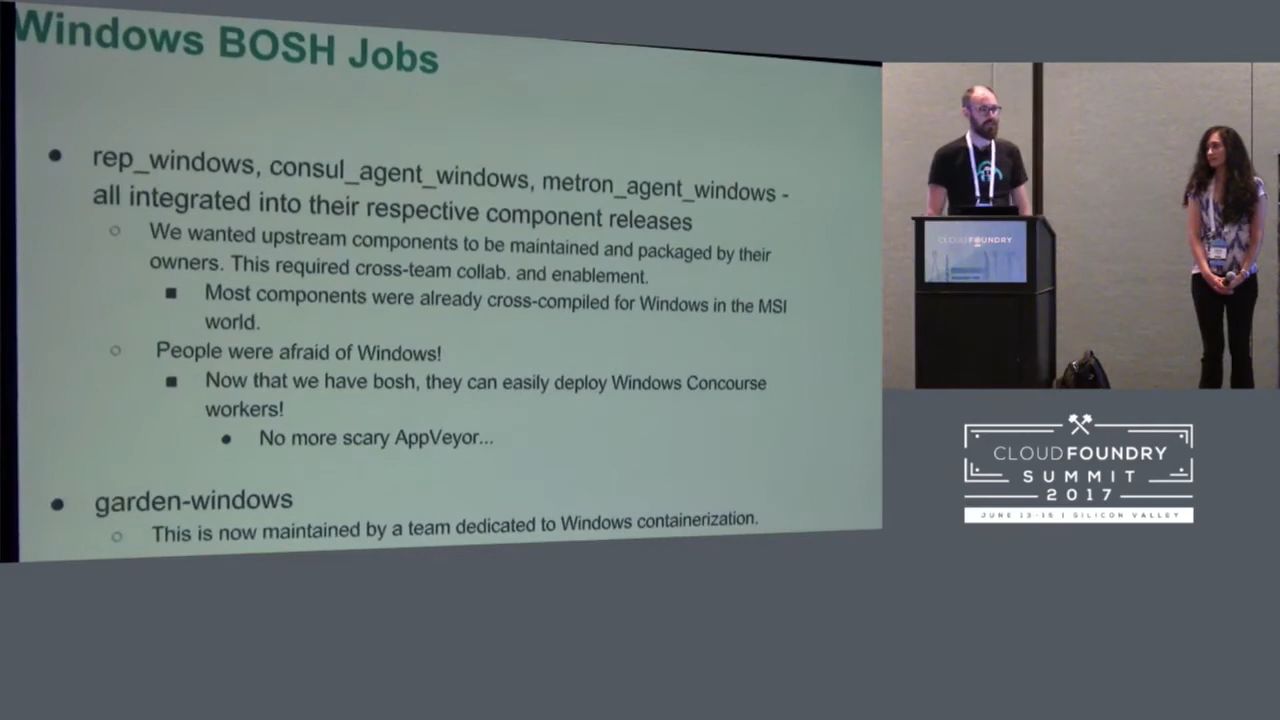 Windows BOSH Jobs
rep_windows, consul_agent_windows, metron_agent_windows -
all integrated into their respective component releases
We wanted upstream components to be maintained and packaged by their
owners. This required cross-team collab. and enablement.
Most components were already cross-compiled for Windows in the MSI
world.
People were afraid of Windows!
Now that we have bosh, they can easily deploy Windows Concourse
workers!
No more scary AppVeyor...
garden-windows
This is now maintained by a team dedicated to Windows containerization.
CLOUDFOUNDRY
CLOUDFOUNDRY
SUMMIT
2017
JUNE 13-15 | SILICON VALLEY